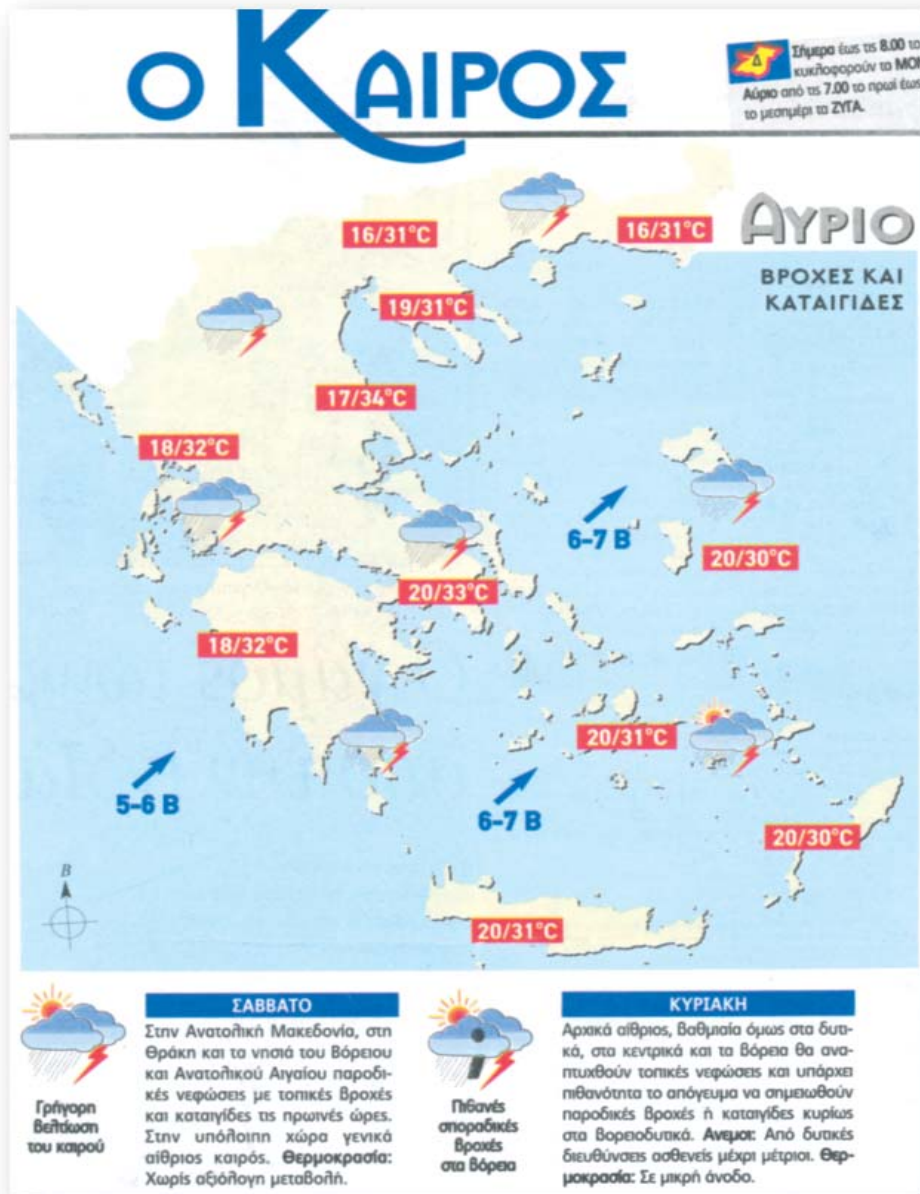 Ο ΚΑΙΡΟΣ
Σήμερα έως τις 8.00 το
κυκλοφορούν τα ΜΟΝ
Αύριο από τις 7.00 το πρωί έως
το μεσημέρι τα ΖΥΓΑ.
Δ
ΑΥΡΙΟ
ΒΡΟΧΕΣ ΚΑΙ
ΚΑΤΑΙΓΙΔΕΣ
16/31°C
16/31°C
19/31°C
17/34°C
18/32°C
6-7 Β
20/30°C
20/33°C
18/32°C
20/31°C
5-6 Β
6-7 Β
20/30°C
Β
20/31°C
Γρήγορη
βελτίωση
του καιρού
ΣΑΒΒΑΤΟ
Στην Ανατολική Μακεδονία, στη
Θράκη και τα νησιά του Βόρειου
και Ανατολικού Αιγαίου παροδι-
κές νεφώσεις με τοπικές βροχές
και καταιγίδες τις πρωινές ώρες.
Στην υπόλοιπη χώρα γενικά
αίθριος καιρός. Θερμοκρασία:
Χωρίς αξιόλογη μεταβολή.
Πιθανές
σποραδικές
βροχές
στα βόρεια
ΚΥΡΙΑΚΗ
Αρχικά αίθριος, βαθμιαία όμως στα δυτι-
κά, στα κεντρικά και τα βόρεια θα ανα-
πτυχθούν τοπικές νεφώσεις και υπάρχει
πιθανότητα το απόγευμα να σημειωθούν
παροδικές βροχές ή καταιγίδες κυρίως
στα βορειοδυτικά. Άνεμοι: Από δυτικές
διευθύνσεις ασθενείς μέχρι μέτριοι. Θερ-
μοκρασία: Σε μικρή άνοδο.